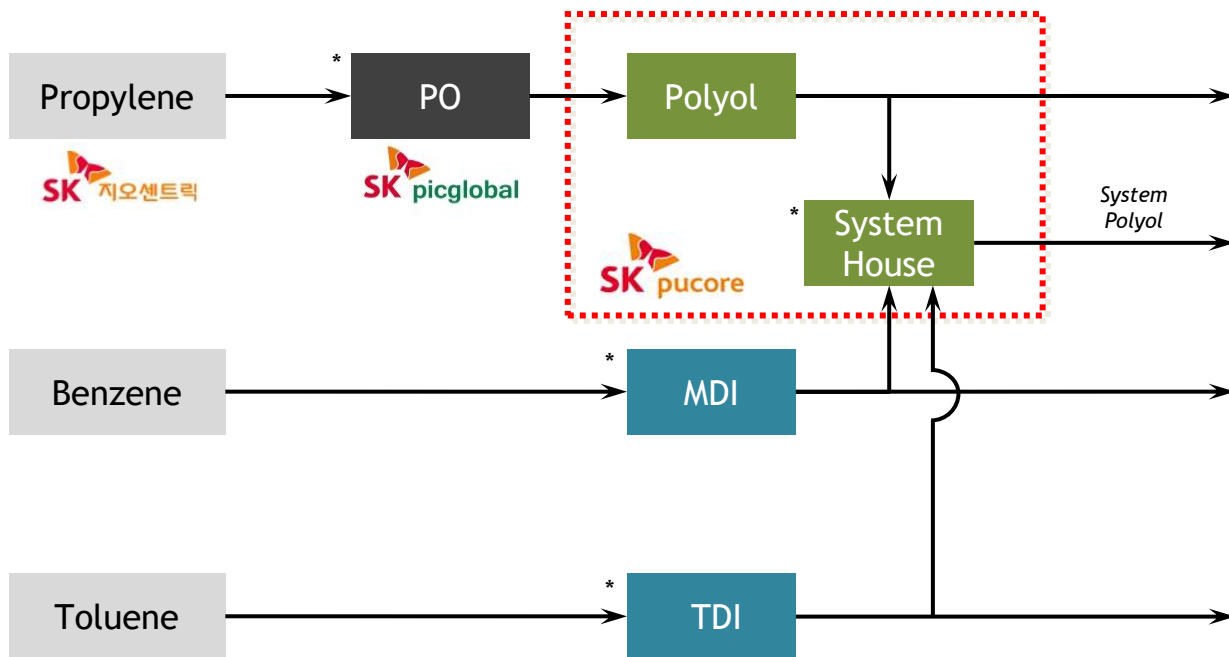 * 
Propylene
PO
Polyol
SK 지오센트릭
SK picglobal
*
System
House
System
Polyol
SK pucore
*
Benzene
MDI
*
Toluene
TDI